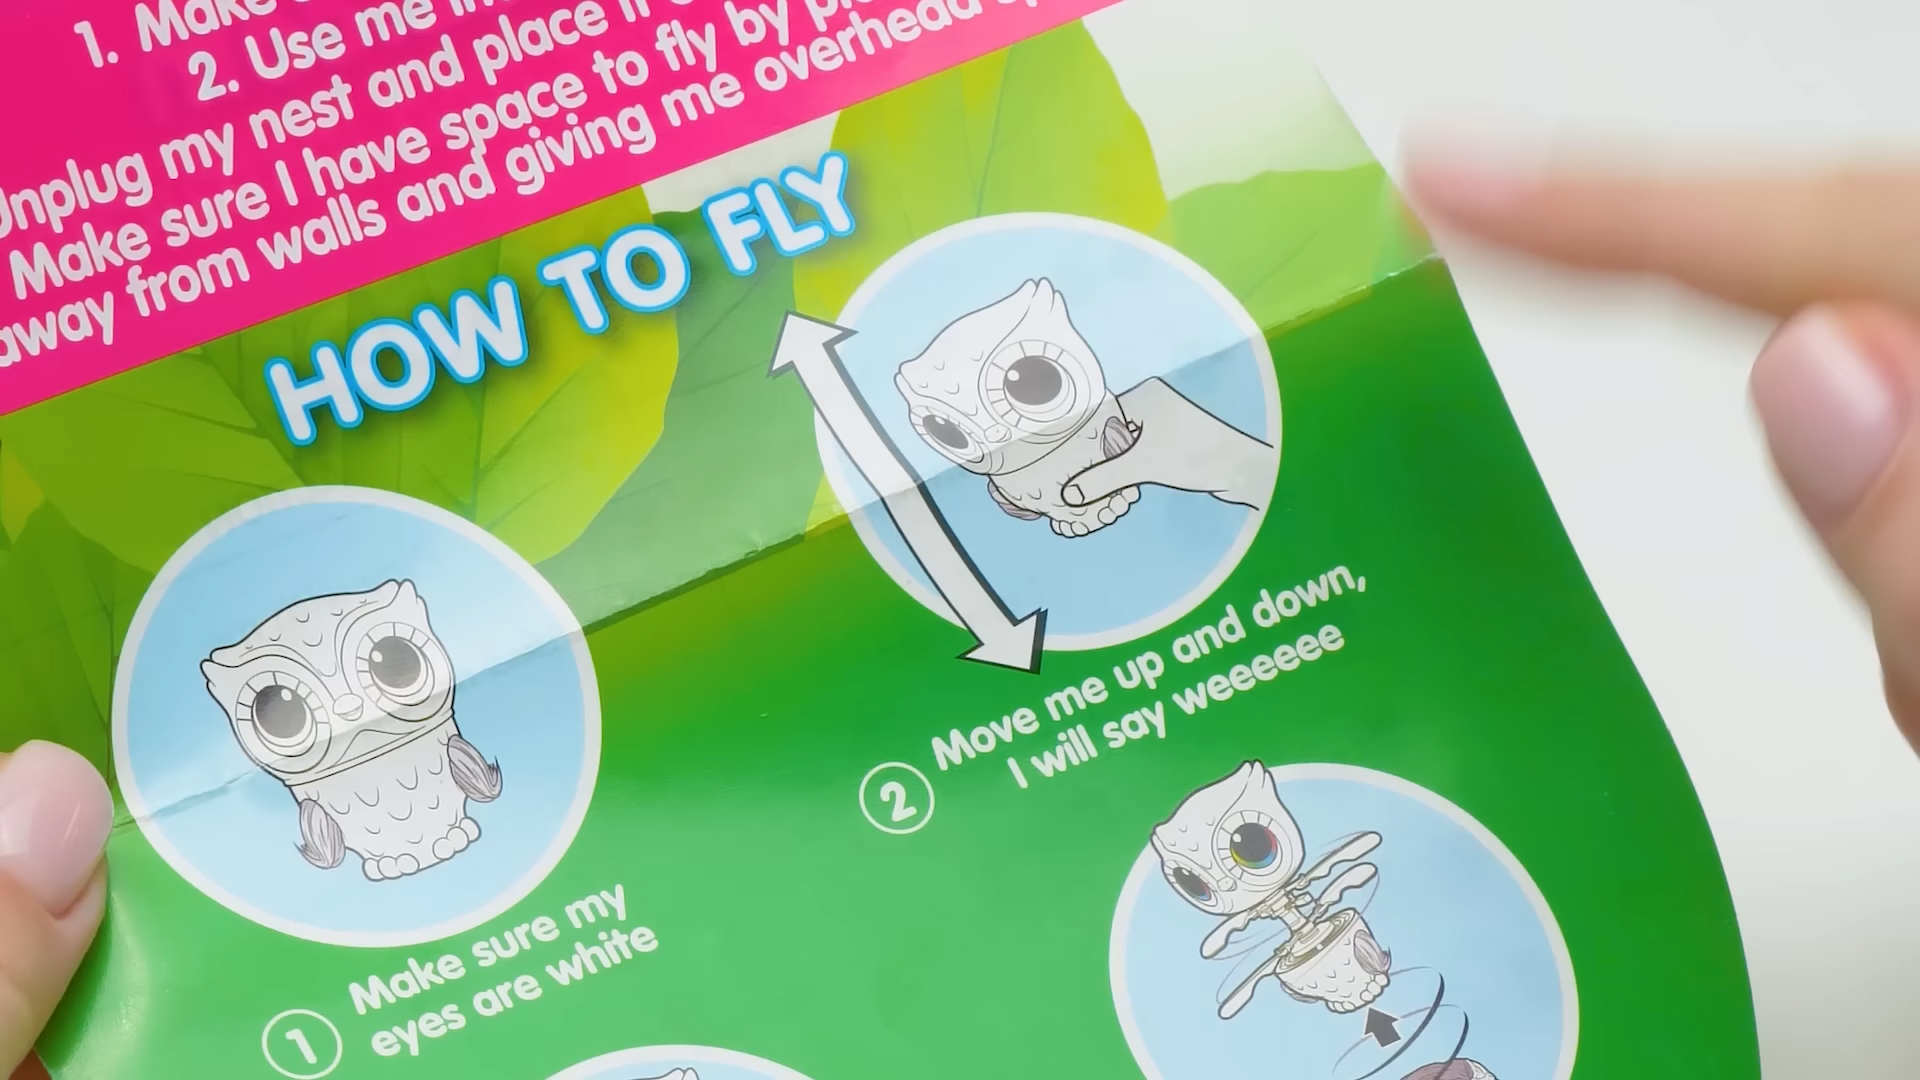 1. Make
2. Use me
Unplug my nest and place
Make sure I have space to fly by
away from walls and giving me overhead
HOW TO FLY
1 Make sure my
eyes are white
2 Move me up and down,
I will say weeeeee